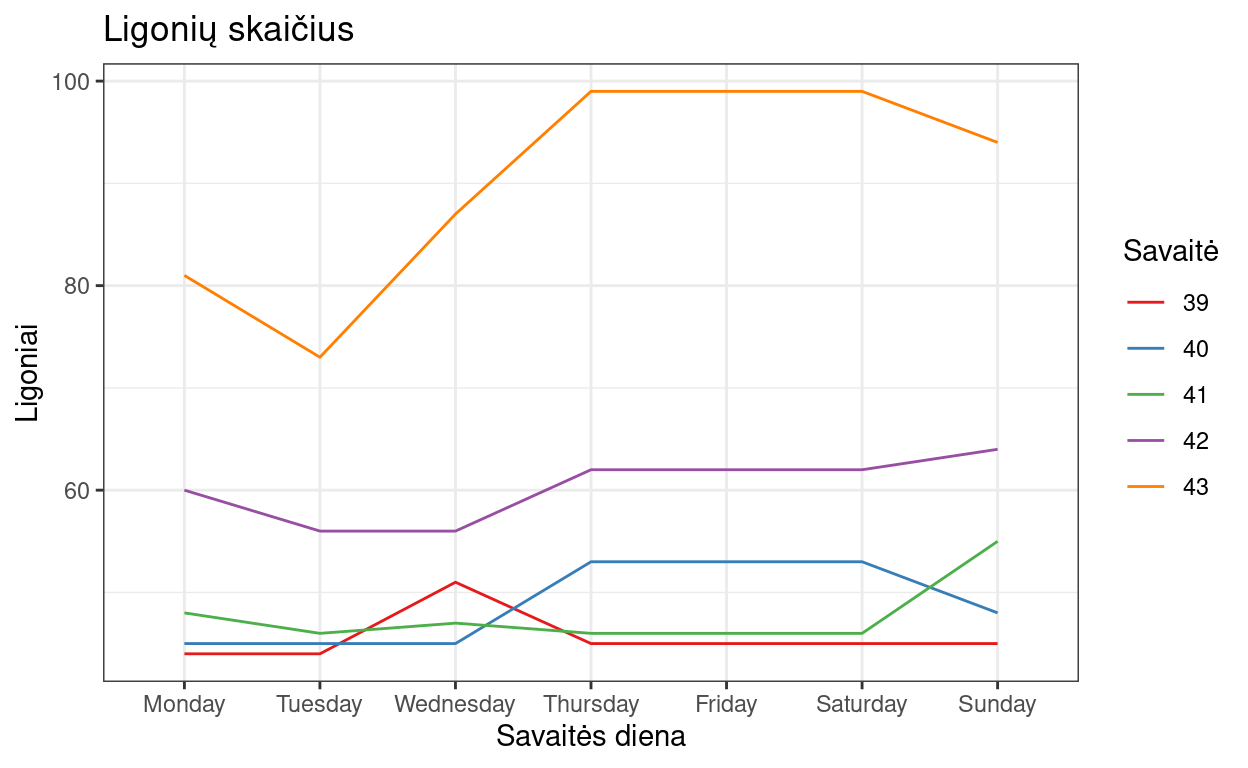 Ligonių skaičius
100
80
60
Ligoniai
Monday Tuesday Wednesday Thursday Friday Saturday Sunday
Savaitės diena
Savaitė
39
40
41
42
43